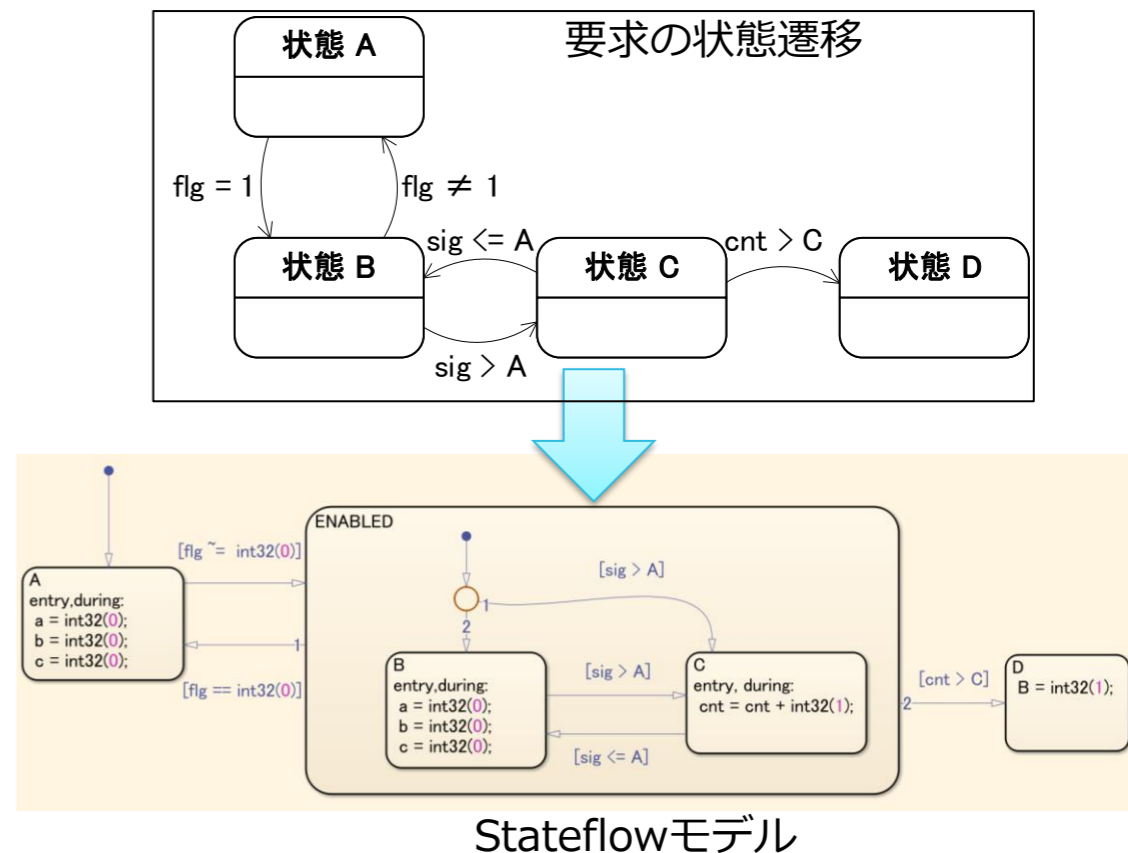 要求の状態遷移
状態 A
flg = 1
flg ≠ 1
状態 B
sig <= A
sig > A
状態 C
cnt > C
状態 D
ENABLED
[flg ~= int32(0)]
A
entry,during:
a = int32(0);
b = int32(0);
c = int32(0);
1
[flg == int32(0)]
[sig > A]
1
2
B
entry,during:
a = int32(0);
b = int32(0);
c = int32(0);
[sig > A]
[sig <= A]
C
entry, during:
cnt = cnt + int32(1);
2
[cnt > C]
D
B = int32(1);
Stateflowモデル